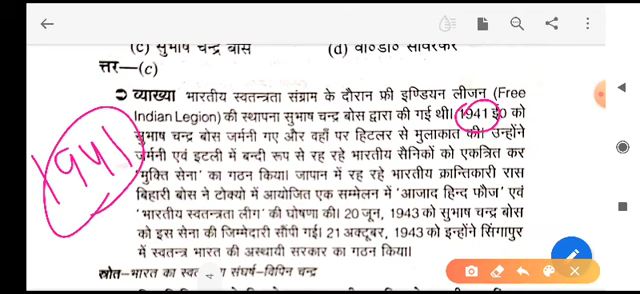 (c) सुभाष चन्द्र बोस (d) वी०डी० सावरकर
त्तर—(c)
व्याख्या भारतीय स्वतन्त्रता संग्राम के दौरान फ्री इण्डियन लीजन (Free
Indian Legion) की स्थापना सुभाष चन्द्र बोस द्वारा की गई थी। 1941 ई0 को
सुभाष चन्द्र बोस जर्मनी गए और वहाँ पर हिटलर से मुलाकात की। उन्होंने
जर्मनी एवं इटली में बन्दी रूप से रह रहे भारतीय सैनिकों को एकत्रित कर
'मुक्ति सेना' का गठन किया। जापान में रह रहे भारतीय क्रान्तिकारी रास
बिहारी बोस ने टोक्यो में आयोजित एक सम्मेलन में 'आजाद हिन्द फौज' एवं
'भारतीय स्वतन्त्रता लीग' की घोषणा की। 20 जून, 1943 को सुभाष चन्द्र बोस
को इस सेना की जिम्मेदारी सौंपी गई। 21 अक्टूबर, 1943 को इन्होंने सिंगापुर
में स्वतन्त्र भारत की अस्थायी सरकार का गठन किया।
1941
स्रोत–भारत का संघर्ष–विपिन चन्द्र